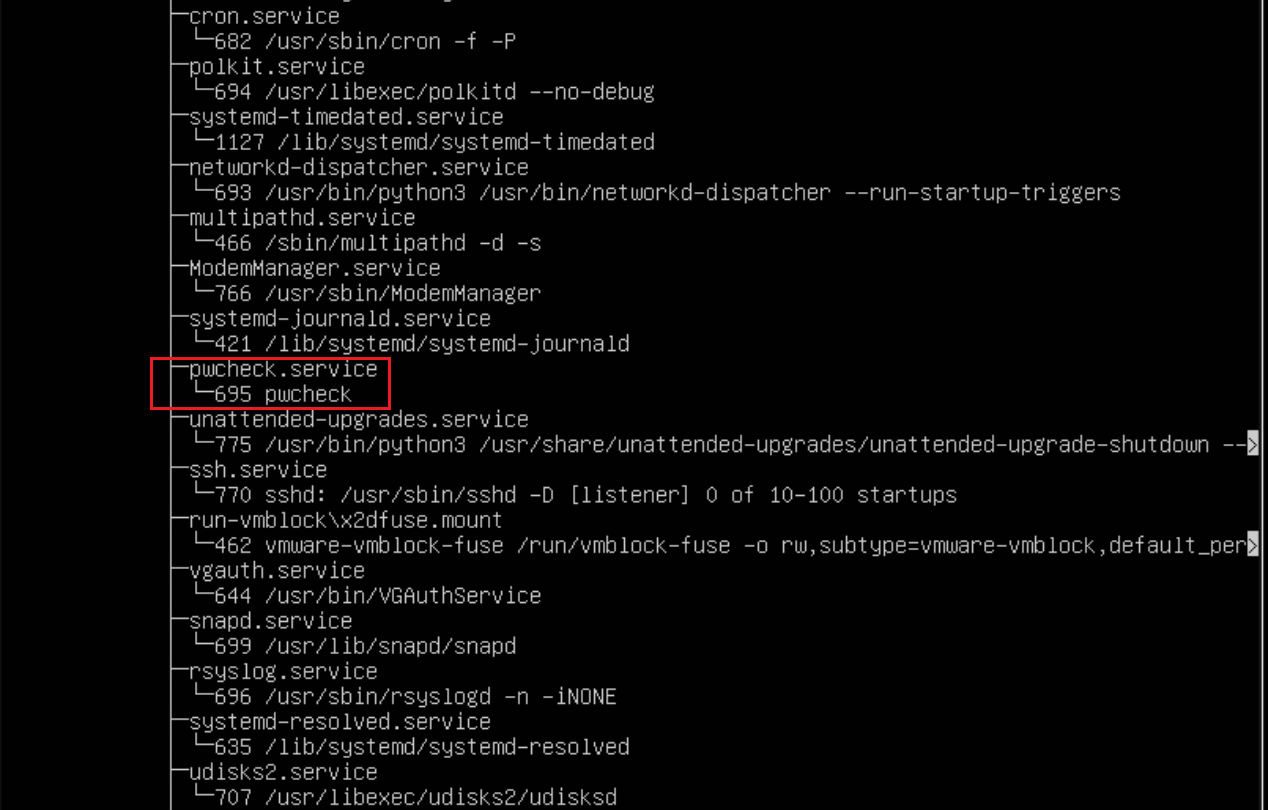 ├─cron.service
│ └─682 /usr/sbin/cron -f -P
├─polkit.service
│ └─694 /usr/libexec/polkitd --no-debug
├─systemd-timedated.service
│ └─1127 /lib/systemd/systemd-timedated
├─networkd-dispatcher.service
│ └─693 /usr/bin/python3 /usr/bin/networkd-dispatcher --run-startup-triggers
├─multipathd.service
│ └─466 /sbin/multipathd -d -s
├─ModemManager.service
│ └─766 /usr/sbin/ModemManager
├─systemd-journald.service
│ └─421 /lib/systemd/systemd-journald
├─pwcheck.service
│ └─695 pwcheck
├─unattended-upgrades.service
│ └─775 /usr/bin/python3 /usr/share/unattended-upgrades/unattended-upgrade-shutdown --&gt;
├─ssh.service
│ └─770 sshd: /usr/sbin/sshd -D [listener] 0 of 10-100 startups
├─run-vmblock\x2dfuse.mount
│ └─462 vmware-vmblock-fuse /run/vmblock-fuse -o rw,subtype=vmware-vmblock,default_per&gt;
├─vgauth.service
│ └─644 /usr/bin/VGAuthService
├─snapd.service
│ └─699 /usr/lib/snapd/snapd
├─rsyslog.service
│ └─696 /usr/sbin/rsyslogd -n -iNONE
├─systemd-resolved.service
│ └─635 /lib/systemd/systemd-resolved
├─udisks2.service
│ └─707 /usr/libexec/udisks2/udisksd